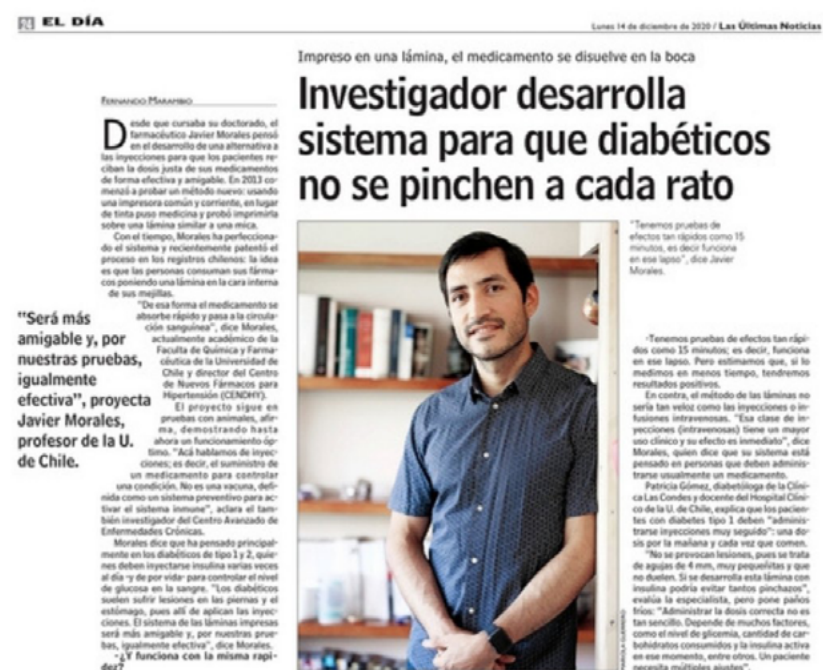 24 EL DÍA
Lunes 14 de diciembre de 2020 / Las Últimas Noticias
Impreso en una lámina, el medicamento se disuelve en la boca
Investigador desarrolla
sistema para que diabéticos
no se pinchen a cada rato
FERNANDO MARAMBIO
Desde que cursaba su doctorado, el
farmacéutico Javier Morales pensó
en el desarrollo de una alternativa a
las inyecciones para que los pacientes re-
ciban la dosis justa de sus medicamentos
de forma efectiva y amigable. En 2013 co-
menzó a probar un método nuevo: usando
una impresora común y corriente, en lugar
de tinta puso medicina y probó imprimirla
sobre una lámina similar a una mica.
Con el tiempo, Morales ha perfecciona-
do el sistema y recientemente patentó el
proceso en los registros chilenos: la idea
es que las personas consuman sus fárma-
cos poniendo una lámina en la cara interna
de sus mejillas.
"De esa forma el medicamento se
absorbe rápido y pasa a la circula-
ción sanguínea", dice Morales,
actualmente académico de la
Facultad de Química y Farma-
céutica de la Universidad de
Chile y director del Centro
de Nuevos Fármacos para
Hipertensión (CENDHY).
El proyecto sigue en
pruebas con animales, afir-
ma, demostrando hasta
ahora un funcionamiento óp-
timo. "Acá hablamos de inyec-
ciones; es decir, el suministro de
un medicamento para controlar
una condición. No es una vacuna, defi-
nida como un sistema preventivo para ac-
tivar el sistema inmune", aclara el tam-
bién investigador del Centro Avanzado de
Enfermedades Crónicas.
Morales dice que ha pensado principal-
mente en los diabéticos de tipo 1 y 2, quie-
nes deben inyectarse insulina varias veces
al día -y de por vida- para controlar el nivel
de glucosa en la sangre. "Los diabéticos
suelen sufrir lesiones en las piernas y el
estómago, pues allí de aplican las inyec-
ciones. El sistema de las láminas impresas
será más amigable y, por nuestras prue-
bas, igualmente efectiva", dice Morales.
-¿Y funciona con la misma rapi-
dez?
"Será más
amigable y, por
nuestras pruebas,
igualmente
efectiva", proyecta
Javier Morales,
profesor de la U.
de Chile.
"Tenemos pruebas de
efectos tan rápidos como 15
minutos, es decir funciona
en ese lapso", dice Javier
Morales.
-Tenemos pruebas de efectos tan rápi-
dos como 15 minutos; es decir, funciona
en ese lapso. Pero estimamos que, si lo
medimos en menos tiempo, tendremos
resultados positivos.
En contra, el método de las láminas no
sería tan veloz como las inyecciones o in-
fusiones intravenosas. "Esa clase de in-
yecciones (intravenosas) tiene un mayor
uso clínico y su efecto es inmediato", dice
Morales, quien dice que su sistema está
pensado en personas que deben adminis-
trarse usualmente un medicamento.
Patricia Gómez, diabetóloga de la Clíni-
ca Las Condes y docente del Hospital Clíni-
co de la U. de Chile, explica que los pacien-
tes con diabetes tipo 1 deben "adminis-
trarse inyecciones muy seguido": una do-
sis por la mañana y cada vez que comen.
"No se provocan lesiones, pues se trata
de agujas de 4 mm, muy pequeñitas y que
no duelen. Si se desarrolla esta lámina con
insulina podría evitar tantos pinchazos",
evalúa la especialista, pero pone paños
fríos: "Administrar la dosis correcta no es
tan sencillo. Depende de muchos factores,
como el nivel de glicemia, cantidad de car-
bohidratos consumidos y la insulina activa
en ese momento, entre otros. Un paciente
necesita múltiples ajustes".